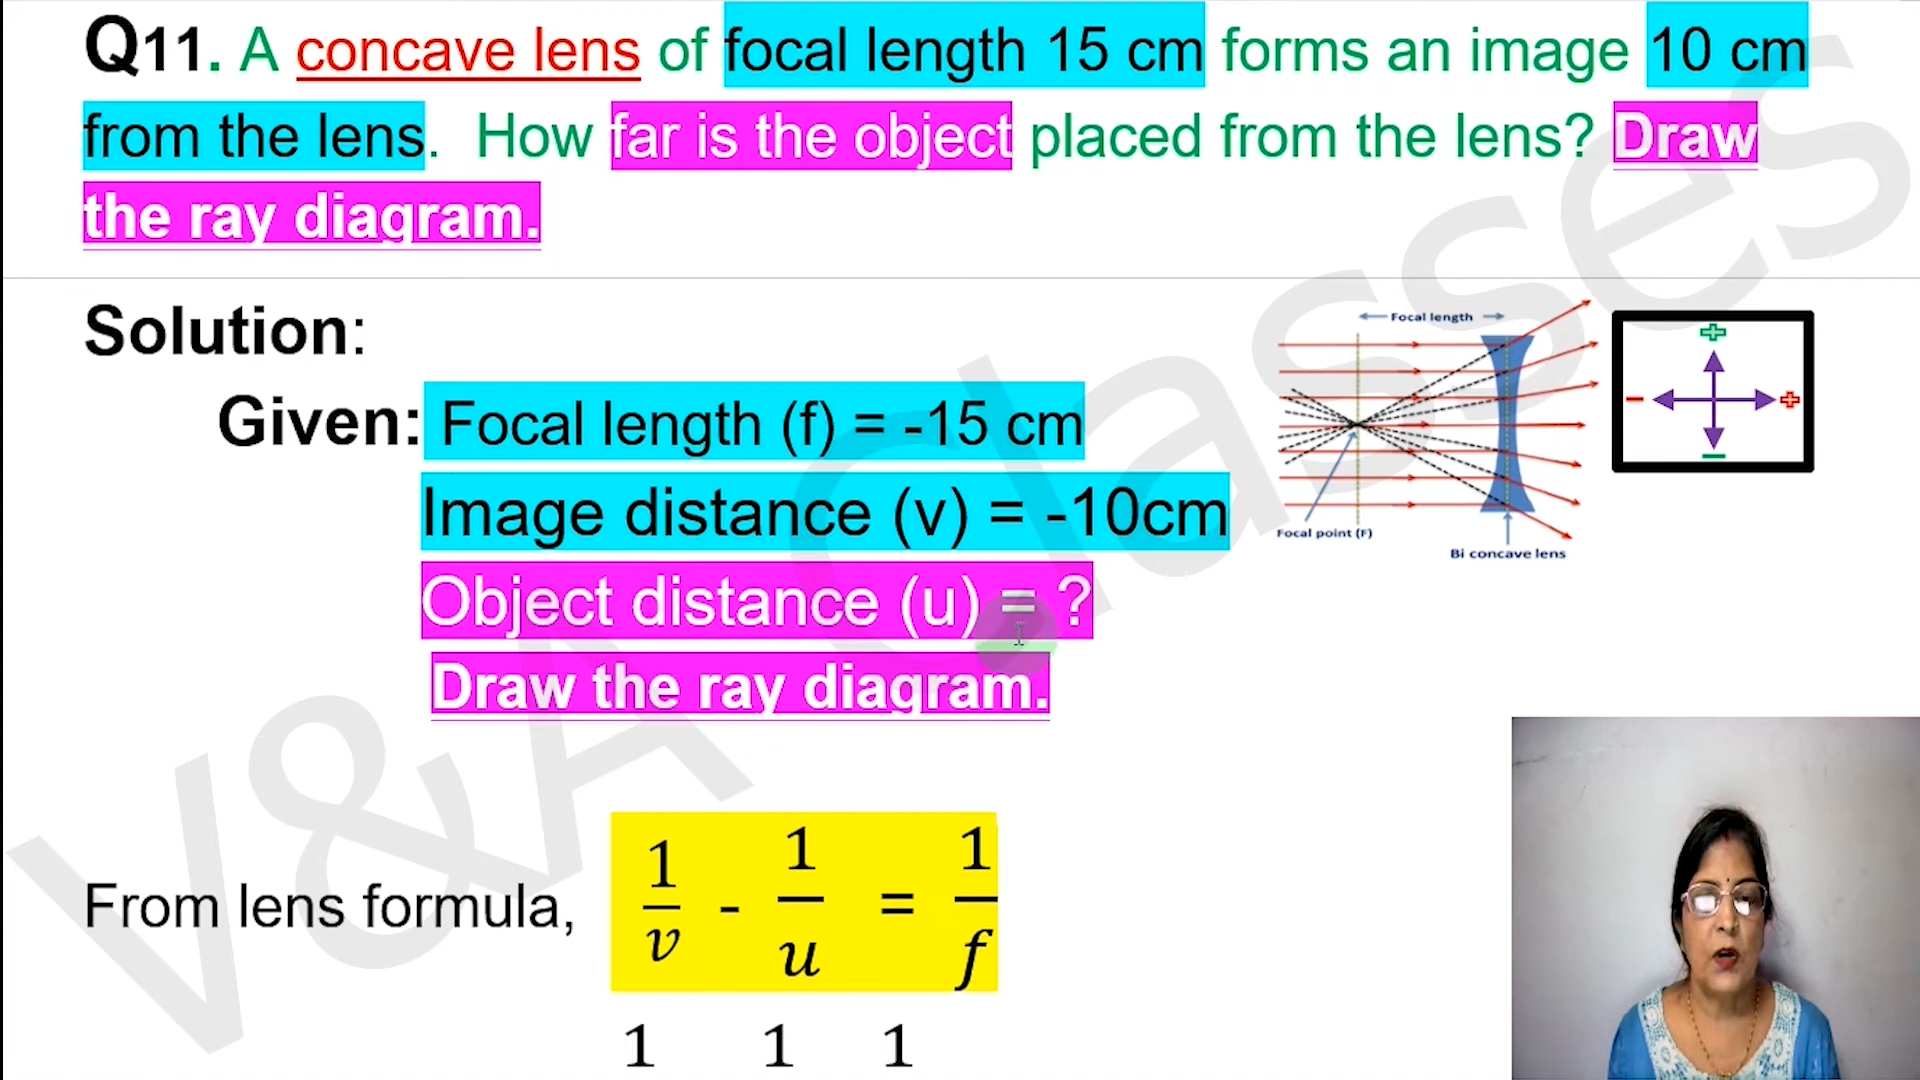 Q11. A concave lens of focal length 15 cm forms an image 10 cm
from the lens. How far is the object placed from the lens? Draw
the ray diagram.
Solution:
Focal length
Given: Focal length (f) = -15 cm
Image distance (v) = -10cm
Focal point (F)
Bi concave lens
Object distance (u) = ?
Draw the ray diagram.
From lens formula, 1/v - 1/u = 1/f
1 1 1
V&A Classes